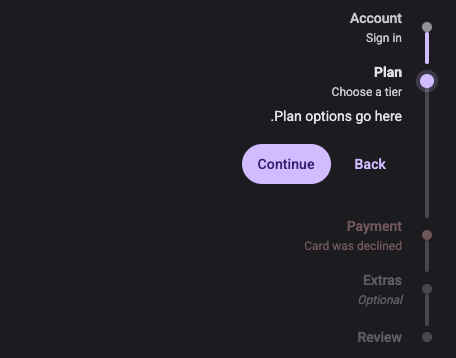 Account
Sign in
Plan
Choose a tier
.Plan options go here
Continue Back
Payment
Card was declined
Extras
Optional
Review